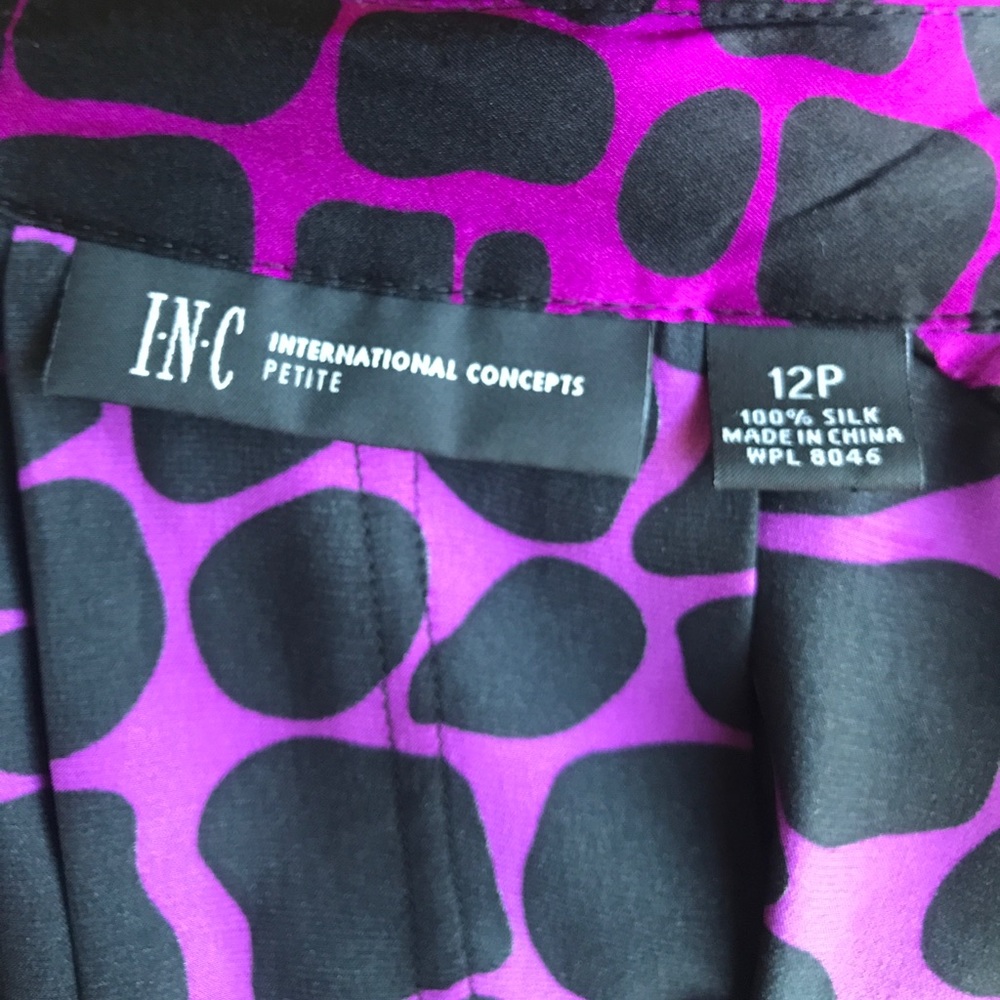 I·N·C INTERNATIONAL CONCEPTS
PETITE
12P
100% SILK
MADE IN CHINA
WPL 8046